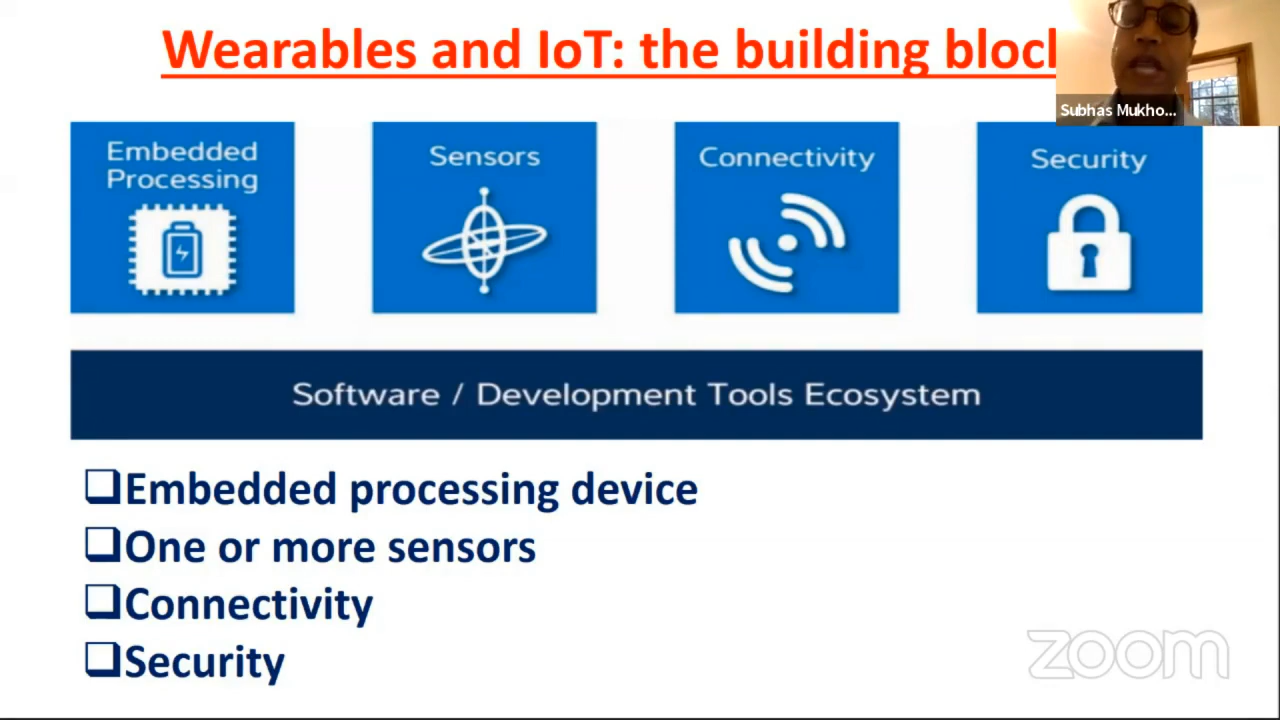 Wearables and IoT: the building bloc
Subhas Mukho...
Embedded
Processing
Sensors
Connectivity
Security
Software / Development Tools Ecosystem
❑Embedded processing device
❑One or more sensors
❑Connectivity
❑Security
zoom